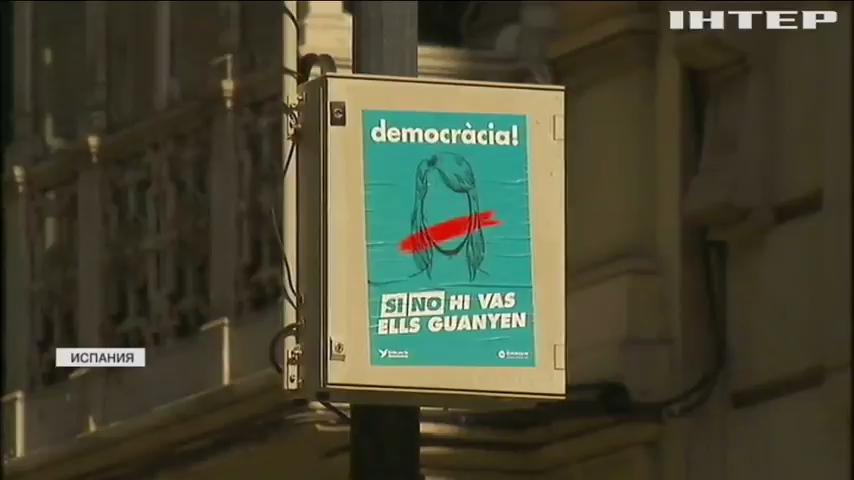 ІНТЕР
democràcia!
SI NO HI VAS
ELLS GUANYEN
ИСПАНИЯ